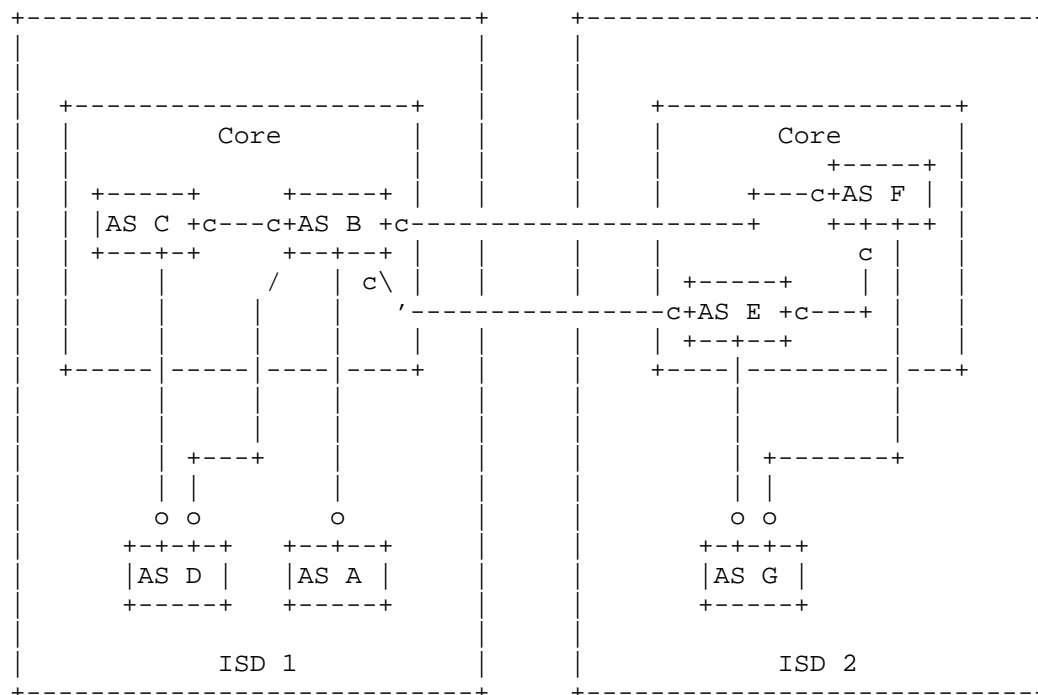 Core Core
AS F
AS C c c AS B c c
c
c AS E c
c
o o o o o
AS D AS A AS G
ISD 1 ISD 2